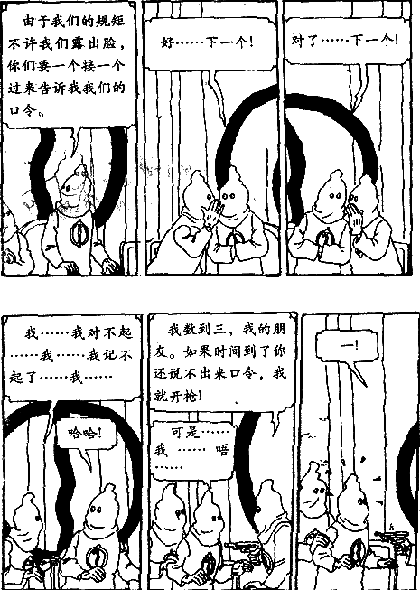 由于我们的规矩
不许我们露出脸，
你们要一个接一个
过来告诉我我们的
口令。
好……下一个！
对了……下一个！
我……我对不起
……我……我记不
起了……我……
哈哈！
我数到三，我的朋
友。如果时间到了你
还说不出来口令，我
就开枪！
可是……
我……唔
……
一！